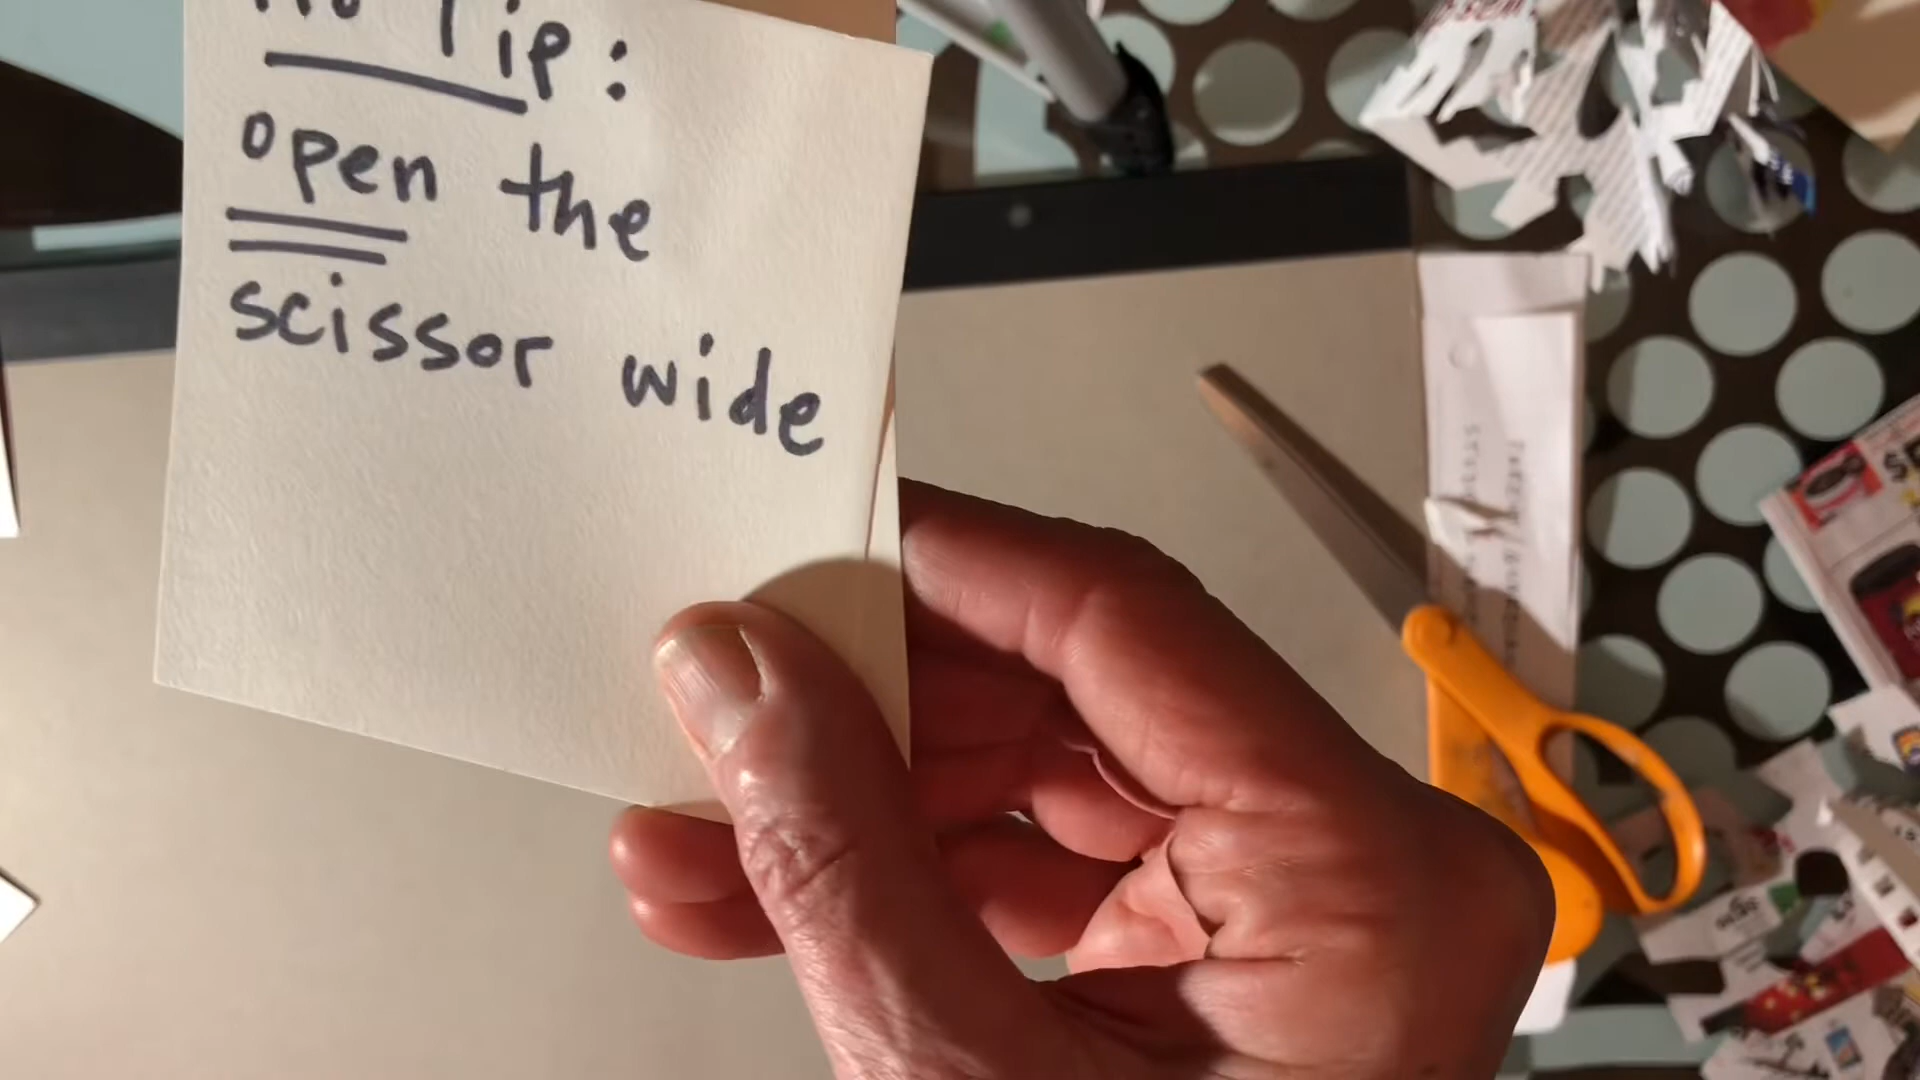 Tip:
open the
scissor wide